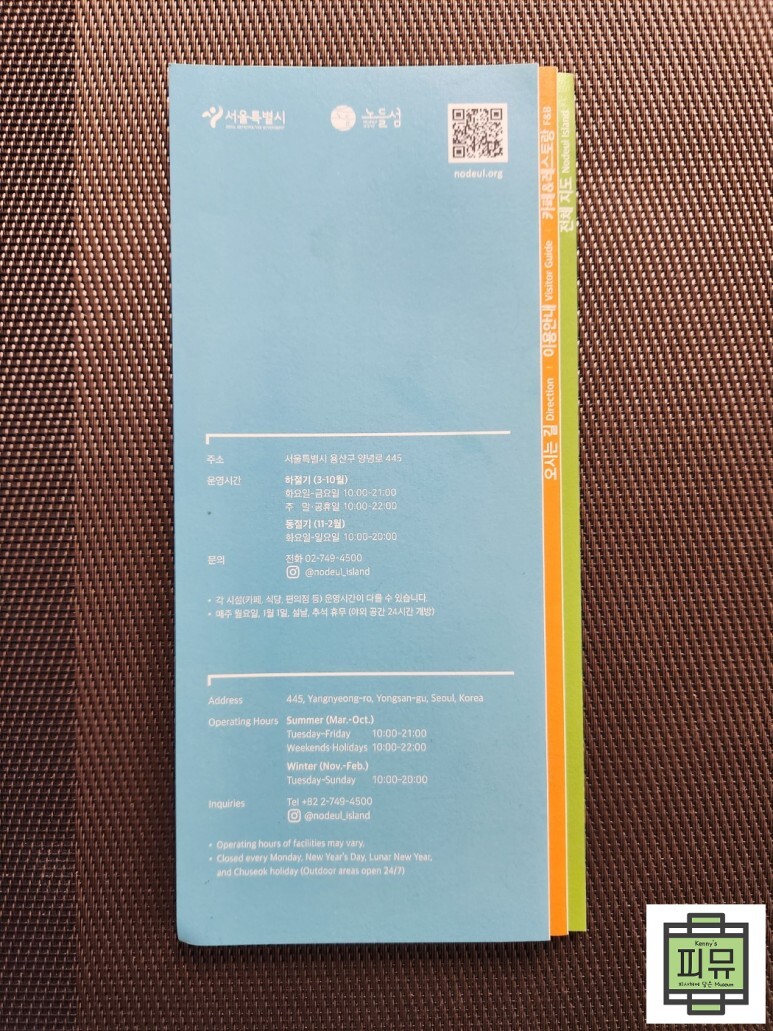 서울특별시
SEOUL METROPOLITAN GOVERNMENT
노들섬
nodeul.org
주소 서울특별시 용산구 양녕로 445
운영시간 하절기 (3-10월)
화요일-금요일 10:00-21:00
주 말·공휴일 10:00-22:00
동절기 (11-2월)
화요일-일요일 10:00-20:00
문의 전화 02-749-4500
@nodeul_island
• 각 시설(카페, 식당, 편의점 등) 운영시간이 다를 수 있습니다.
• 매주 월요일, 1월 1일, 설날, 추석 휴무 (야외 공간 24시간 개방)
Address 445, Yangnyeong-ro, Yongsan-gu, Seoul, Korea
Operating Hours Summer (Mar.-Oct.)
Tuesday-Friday 10:00-21:00
Weekends·Holidays 10:00-22:00
Winter (Nov.-Feb.)
Tuesday-Sunday 10:00-20:00
Inquiries Tel +82 2-749-4500
@nodeul_island
• Operating hours of facilities may vary.
• Closed every Monday, New Year's Day, Lunar New Year,
and Chuseok holiday (Outdoor areas open 24/7)
오시는 길 Direction | 이용안내 Visitor Guide | 카페&레스토랑 F&B
전체 지도 Nodeul Island
Kenny's
피뮤
피사체에 담은 Museum